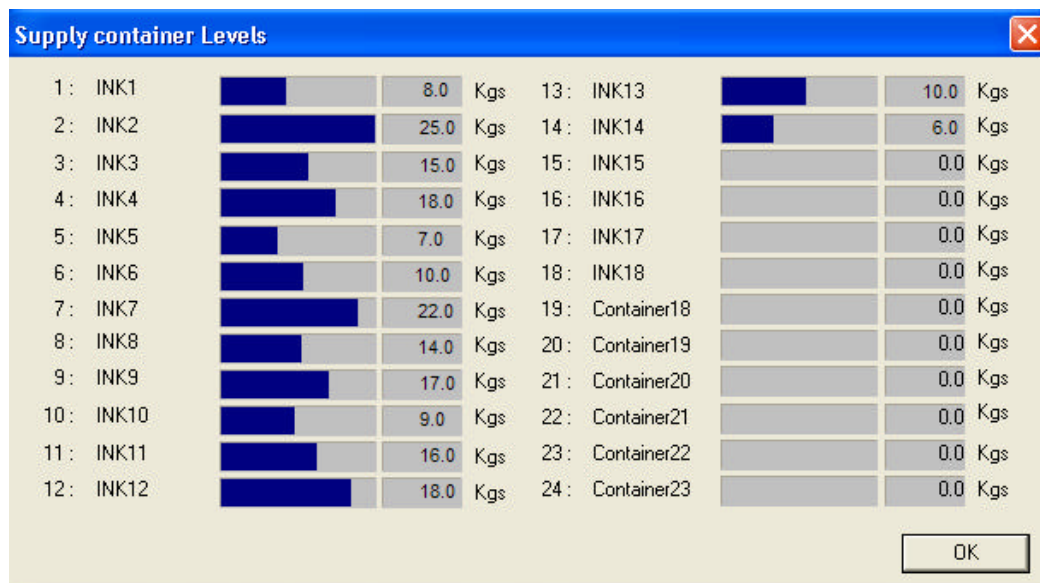 Supply container Levels
1 : INK1 8.0 Kgs 13 : INK13 10.0 Kgs
2 : INK2 25.0 Kgs 14 : INK14 6.0 Kgs
3 : INK3 15.0 Kgs 15 : INK15 0.0 Kgs
4 : INK4 18.0 Kgs 16 : INK16 0.0 Kgs
5 : INK5 7.0 Kgs 17 : INK17 0.0 Kgs
6 : INK6 10.0 Kgs 18 : INK18 0.0 Kgs
7 : INK7 22.0 Kgs 19 : Container18 0.0 Kgs
8 : INK8 14.0 Kgs 20 : Container19 0.0 Kgs
9 : INK9 17.0 Kgs 21 : Container20 0.0 Kgs
10 : INK10 9.0 Kgs 22 : Container21 0.0 Kgs
11 : INK11 16.0 Kgs 23 : Container22 0.0 Kgs
12 : INK12 18.0 Kgs 24 : Container23 0.0 Kgs
OK